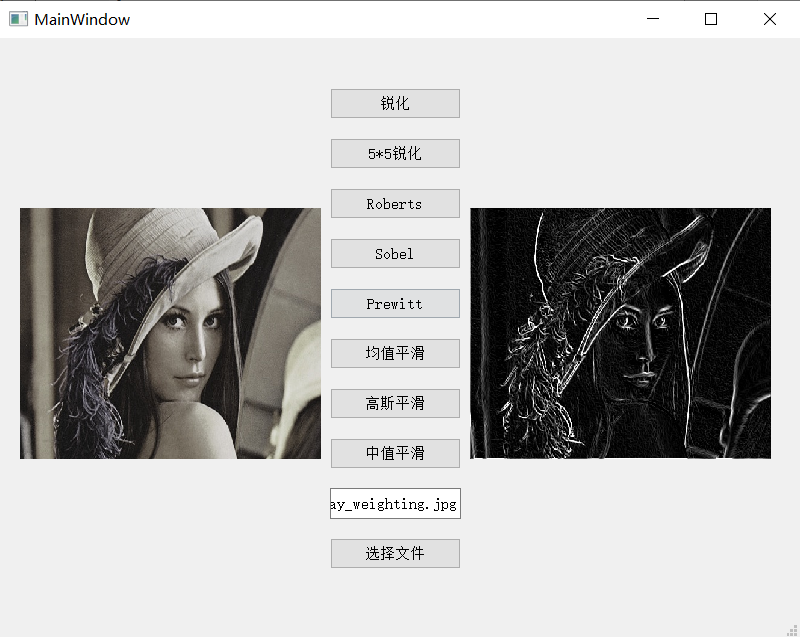 MainWindow
锐化
5*5锐化
Roberts
Sobel
Prewitt
均值平滑
高斯平滑
中值平滑
ay_weighting.jpg
选择文件